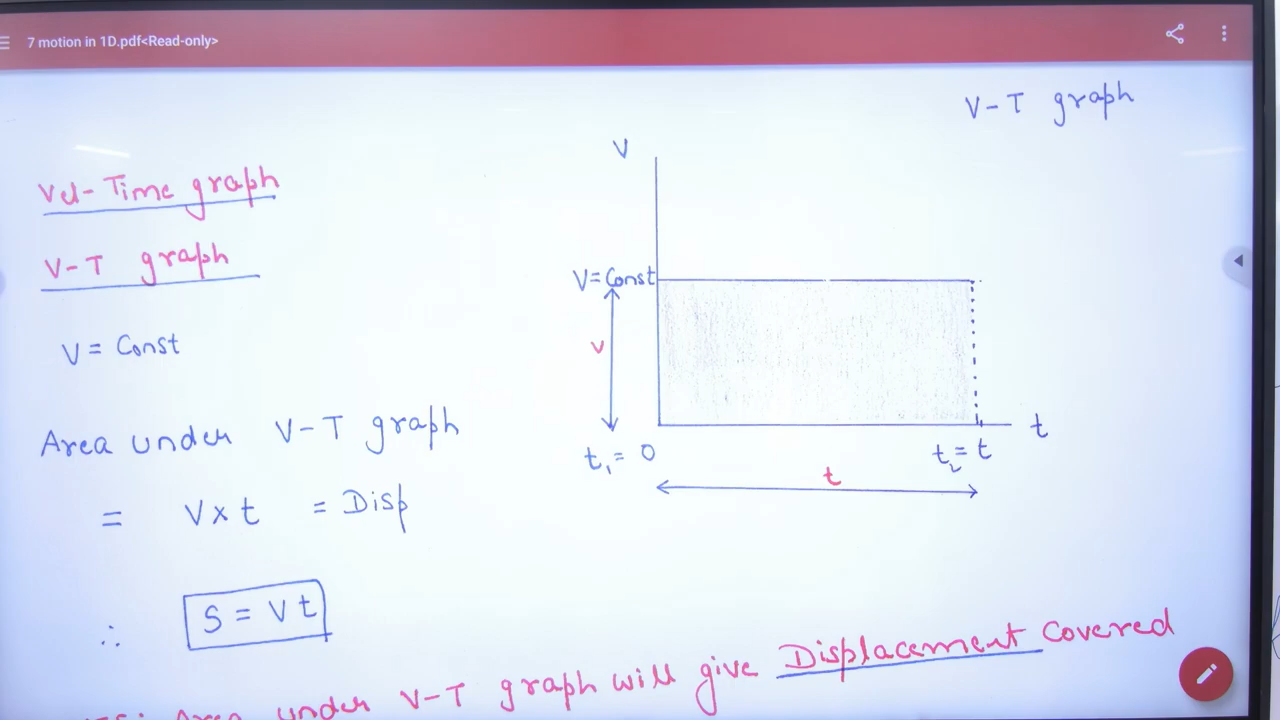 7 motion in 1D.pdf<Read-only>
V-T graph
Vel-Time graph
V-T graph
V = Const
Area under V-T graph
= V x t = Disp
∴ S = V t
V
V=Const
V
t₁ = 0
t₂ = t
t
t
Area under V-T graph will give Displacement Covered